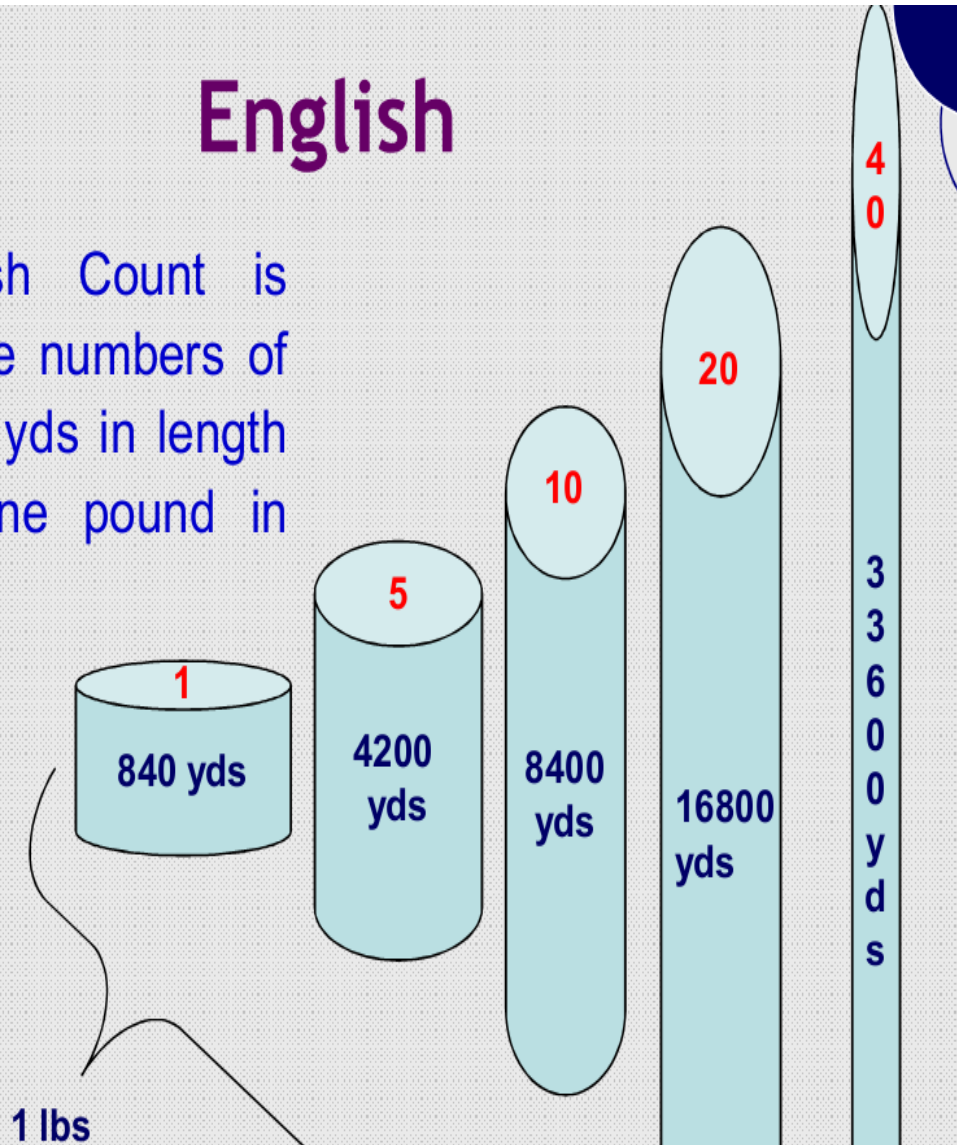 English
sh Count is
e numbers of
yds in length
ne pound in
1
840 yds
5
4200
yds
10
8400
yds
20
16800
yds
4
0
3
3
6
0
0
y
d
s
1 lbs